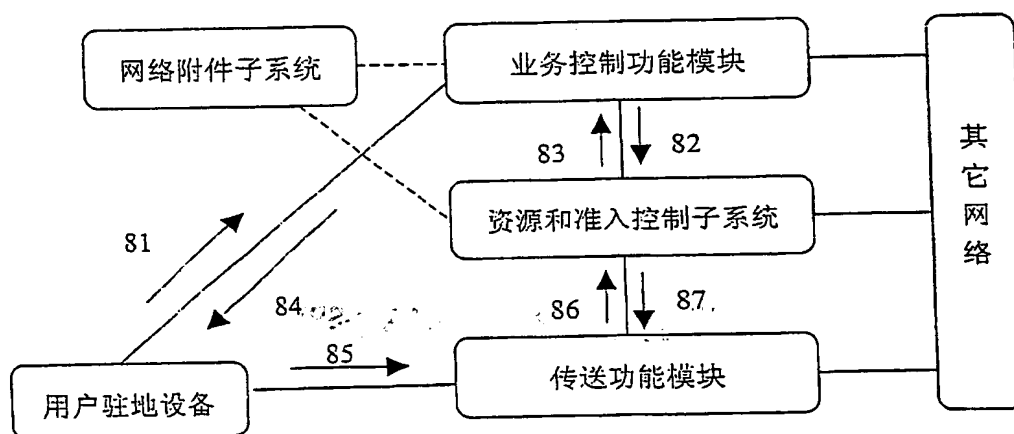 网络附件子系统
业务控制功能模块
83
82
其它网络
资源和准入控制子系统
81
84
86
87
85
传送功能模块
用户驻地设备